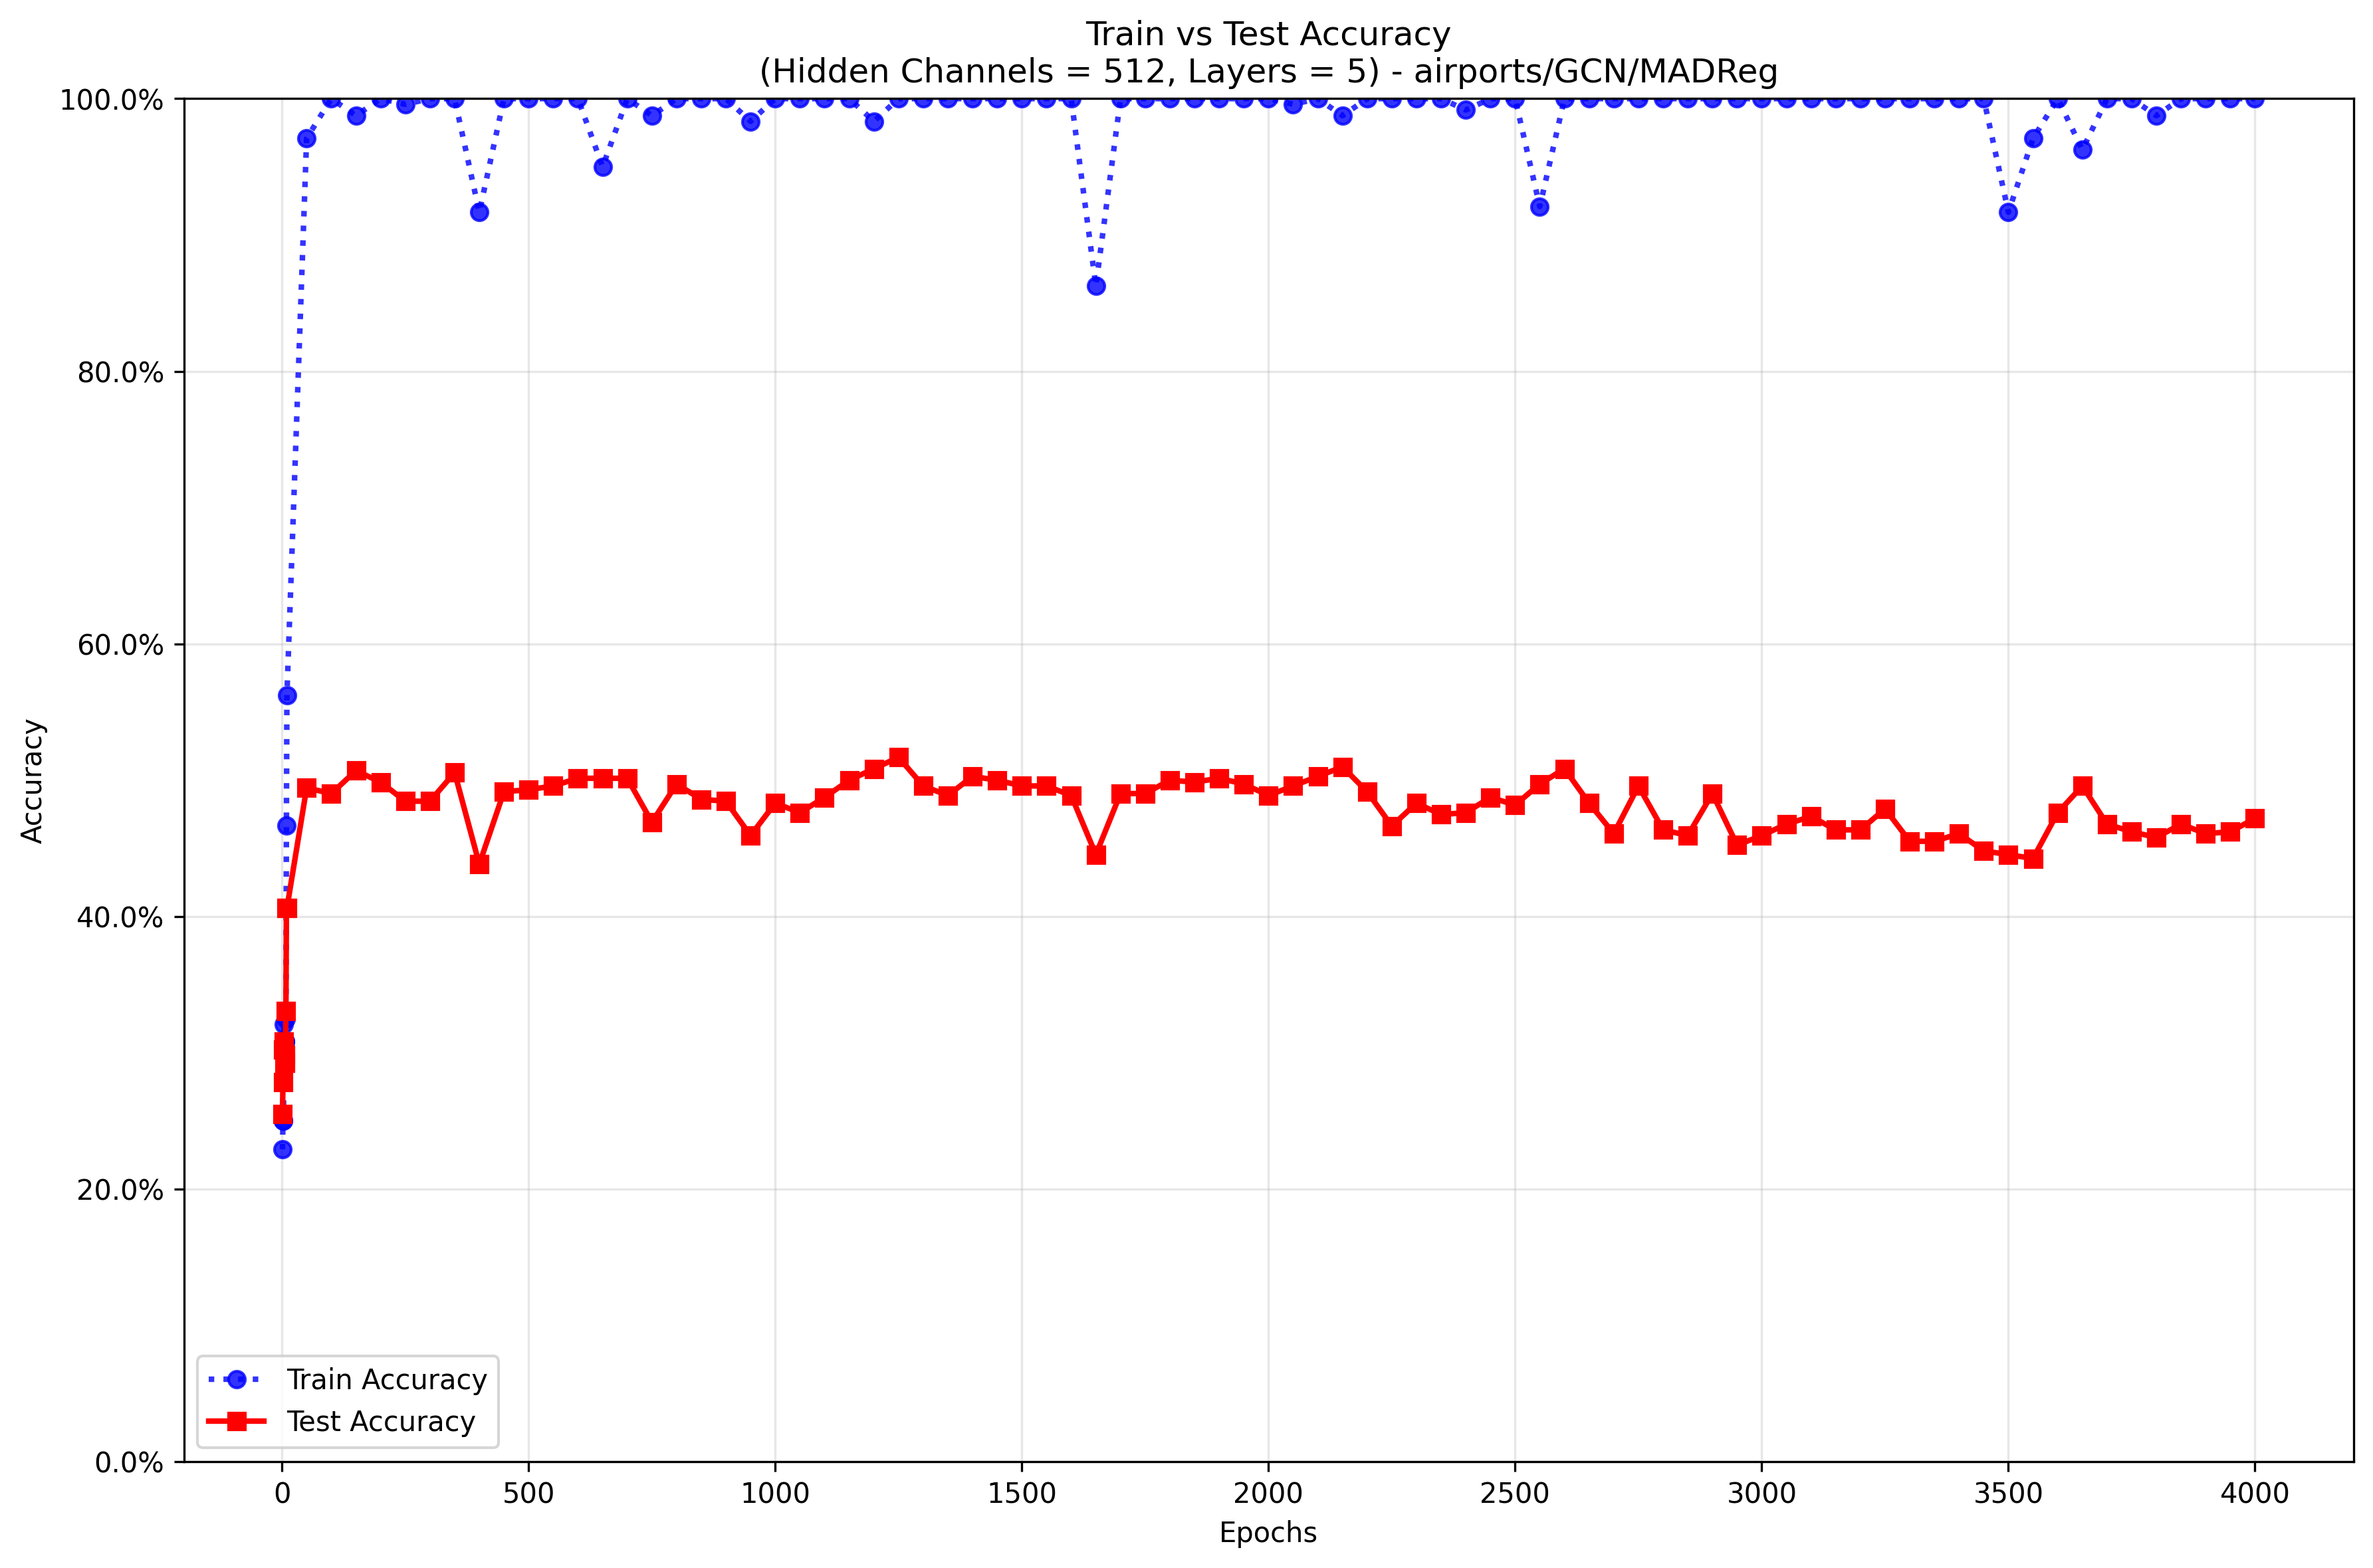 Train vs Test Accuracy
(Hidden Channels = 512, Layers = 5) - airports/GCN/MADReg
100.0%
80.0%
60.0%
40.0%
20.0%
0.0%
Accuracy
Train Accuracy
Test Accuracy
0 500 1000 1500 2000 2500 3000 3500 4000
Epochs